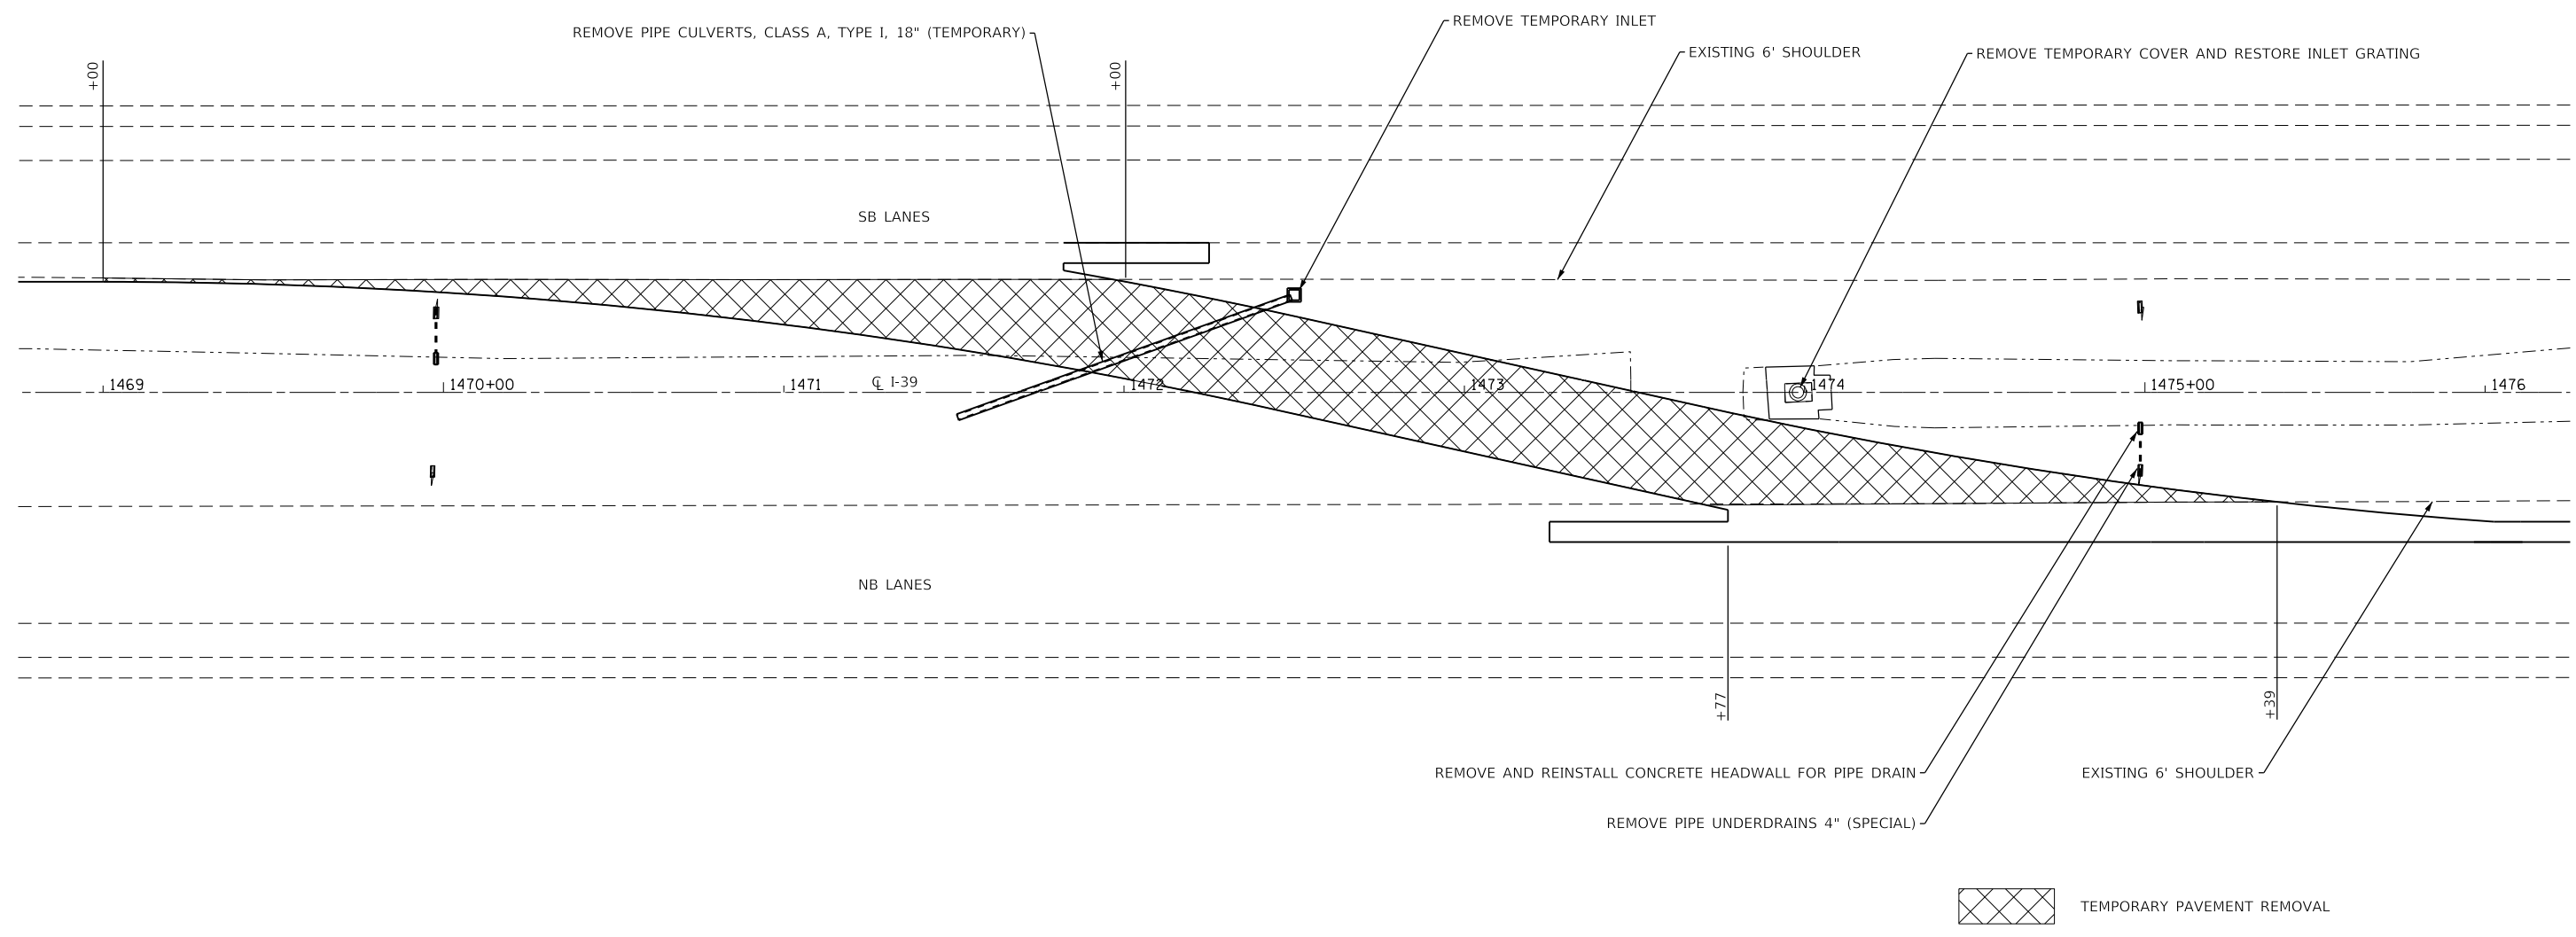 REMOVE TEMPORARY INLET
REMOVE PIPE CULVERTS, CLASS A, TYPE I, 18" (TEMPORARY)
EXISTING 6' SHOULDER
REMOVE TEMPORARY COVER AND RESTORE INLET GRATING
+00
+00
SB LANES
1469
1470+00
1471
℄ I-39
1472
1473
1474
1475+00
1476
NB LANES
+77
+39
REMOVE AND REINSTALL CONCRETE HEADWALL FOR PIPE DRAIN
EXISTING 6' SHOULDER
REMOVE PIPE UNDERDRAINS 4" (SPECIAL)
TEMPORARY PAVEMENT REMOVAL